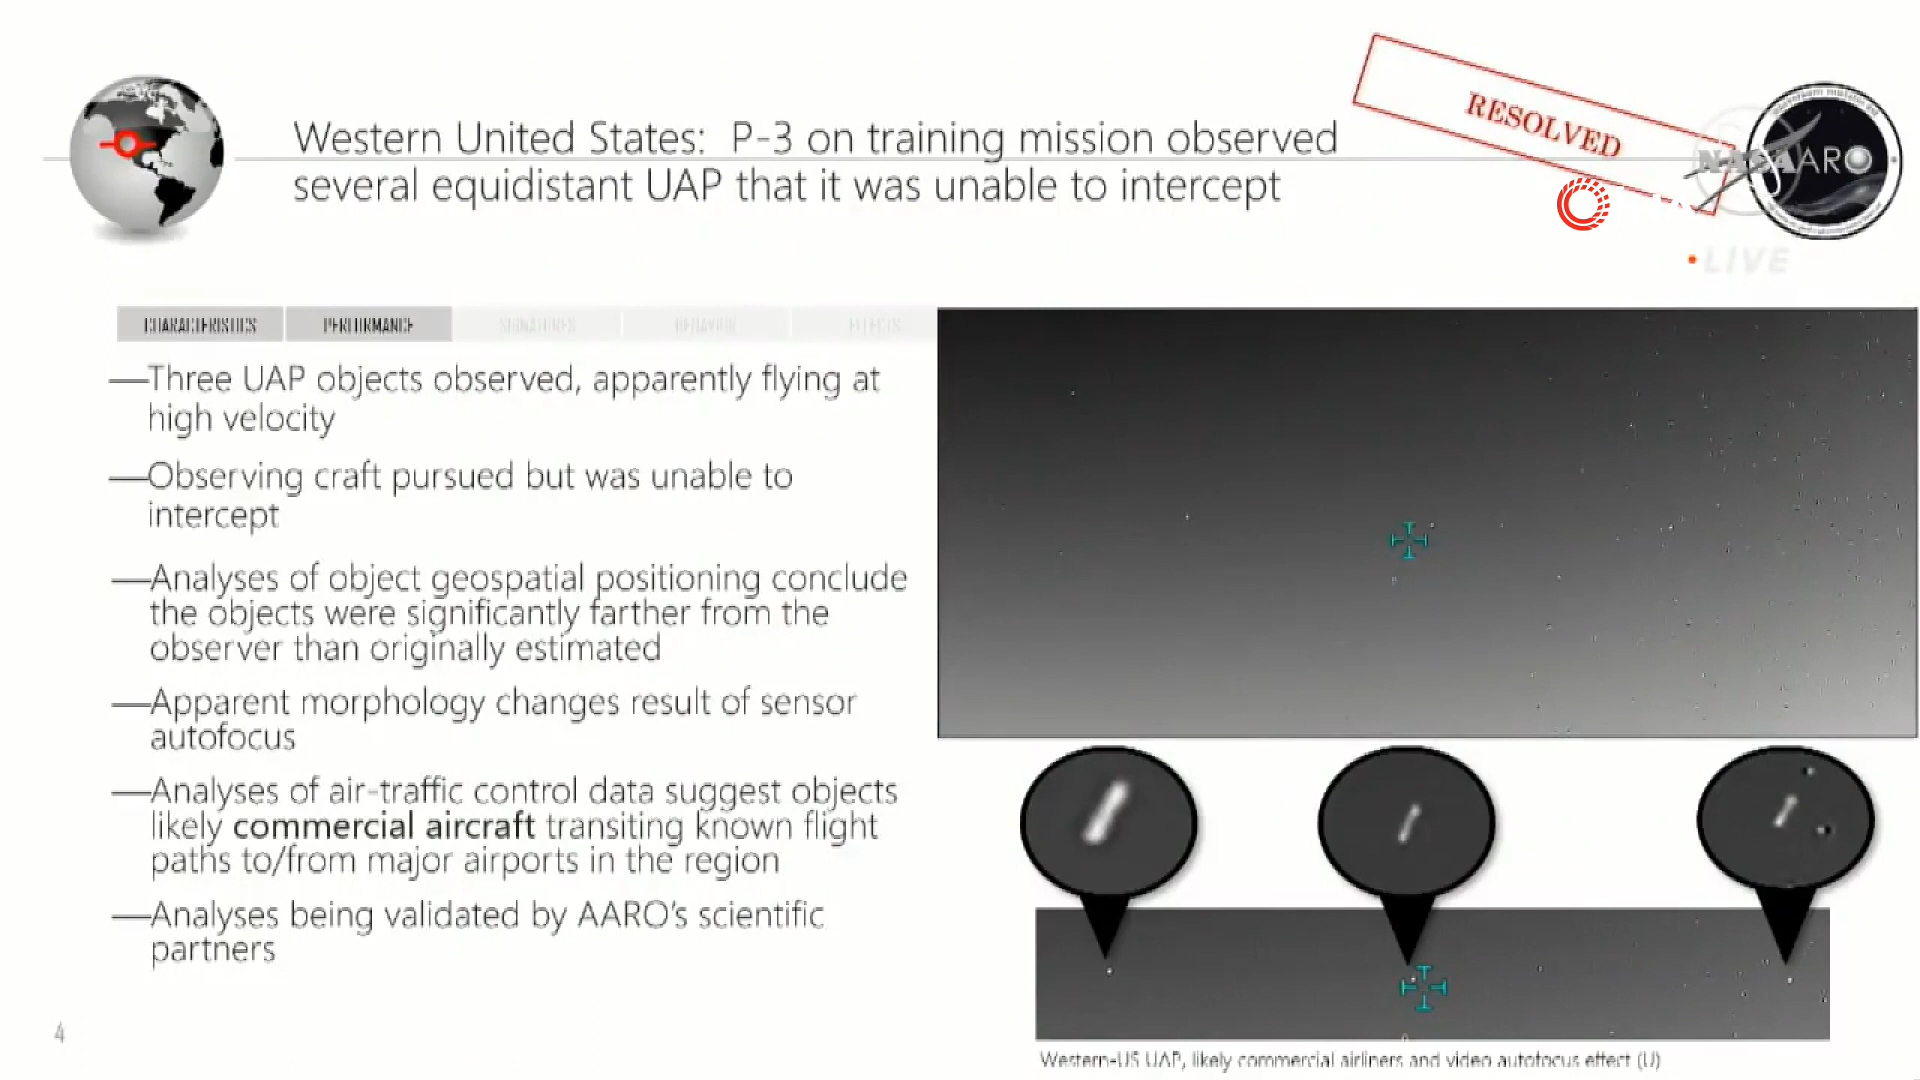 RESOLVED
Western United States: P-3 on training mission observed
several equidistant UAP that it was unable to intercept
NASA
AARO
LIVE
CHARACTERISTICS PERFORMANCE SIGNATURES BEHAVIOR EFFECTS
—Three UAP objects observed, apparently flying at
high velocity
—Observing craft pursued but was unable to
intercept
—Analyses of object geospatial positioning conclude
the objects were significantly farther from the
observer than originally estimated
—Apparent morphology changes result of sensor
autofocus
—Analyses of air-traffic control data suggest objects
likely commercial aircraft transiting known flight
paths to/from major airports in the region
—Analyses being validated by AARO's scientific
partners
4
Western-US UAP, likely commercial airliners and video autofocus effect (U)